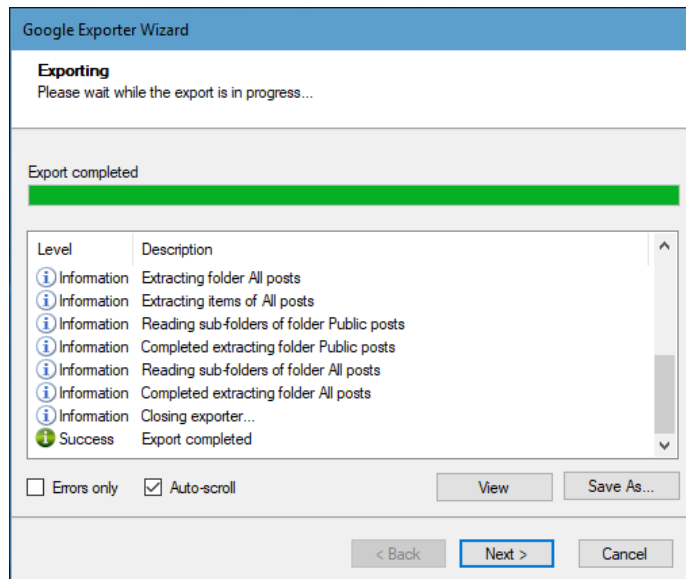 Google Exporter Wizard
Exporting
Please wait while the export is in progress...
Export completed
Level Description
Information Extracting folder All posts
Information Extracting items of All posts
Information Reading sub-folders of folder Public posts
Information Completed extracting folder Public posts
Information Reading sub-folders of folder All posts
Information Completed extracting folder All posts
Information Closing exporter...
Success Export completed
Errors only Auto-scroll View Save As...
< Back Next > Cancel